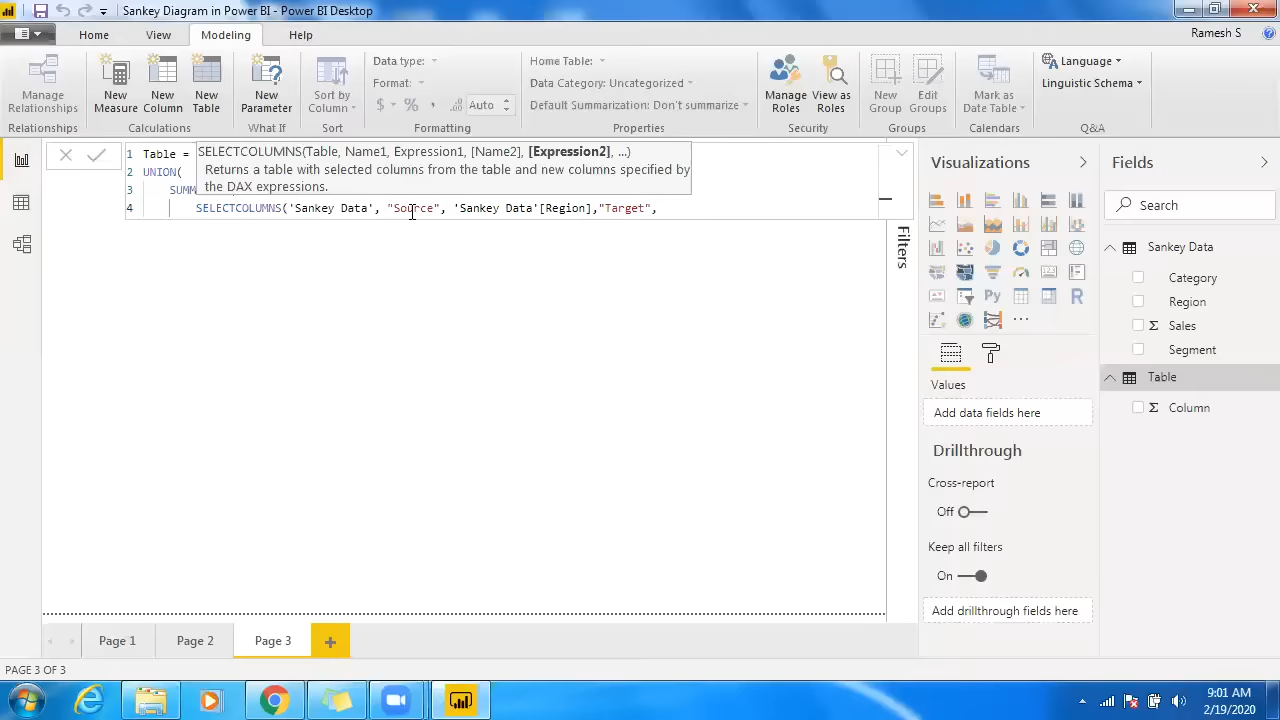 Sankey Diagram in Power BI - Power BI Desktop
Home View Modeling Help
Ramesh S
Manage Relationships
New Measure
New Column
New Table
New Parameter
Sort by Column
Data type:
Format:
$ % , Auto
Home Table:
Data Category: Uncategorized
Default Summarization: Don't summarize
Manage Roles
View as Roles
New Group
Edit Groups
Mark as Date Table
Language
Linguistic Schema
Relationships Calculations What If Sort Formatting Properties Security Groups Calendars Q&A
1 Table =
SELECTCOLUMNS(Table, Name1, Expression1, [Name2], [Expression2], ...)
Returns a table with selected columns from the table and new columns specified by
the DAX expressions.
2 UNION(
3 SUMM
4 SELECTCOLUMNS('Sankey Data', "Source", 'Sankey Data'[Region],"Target",
Filters
Visualizations
Py
R
...
Values
Add data fields here
Drillthrough
Cross-report
Off
Keep all filters
On
Add drillthrough fields here
Fields
Search
Sankey Data
Category
Region
Σ Sales
Segment
Table
Σ Column
Page 1 Page 2 Page 3 +
PAGE 3 OF 3
9:01 AM
2/19/2020